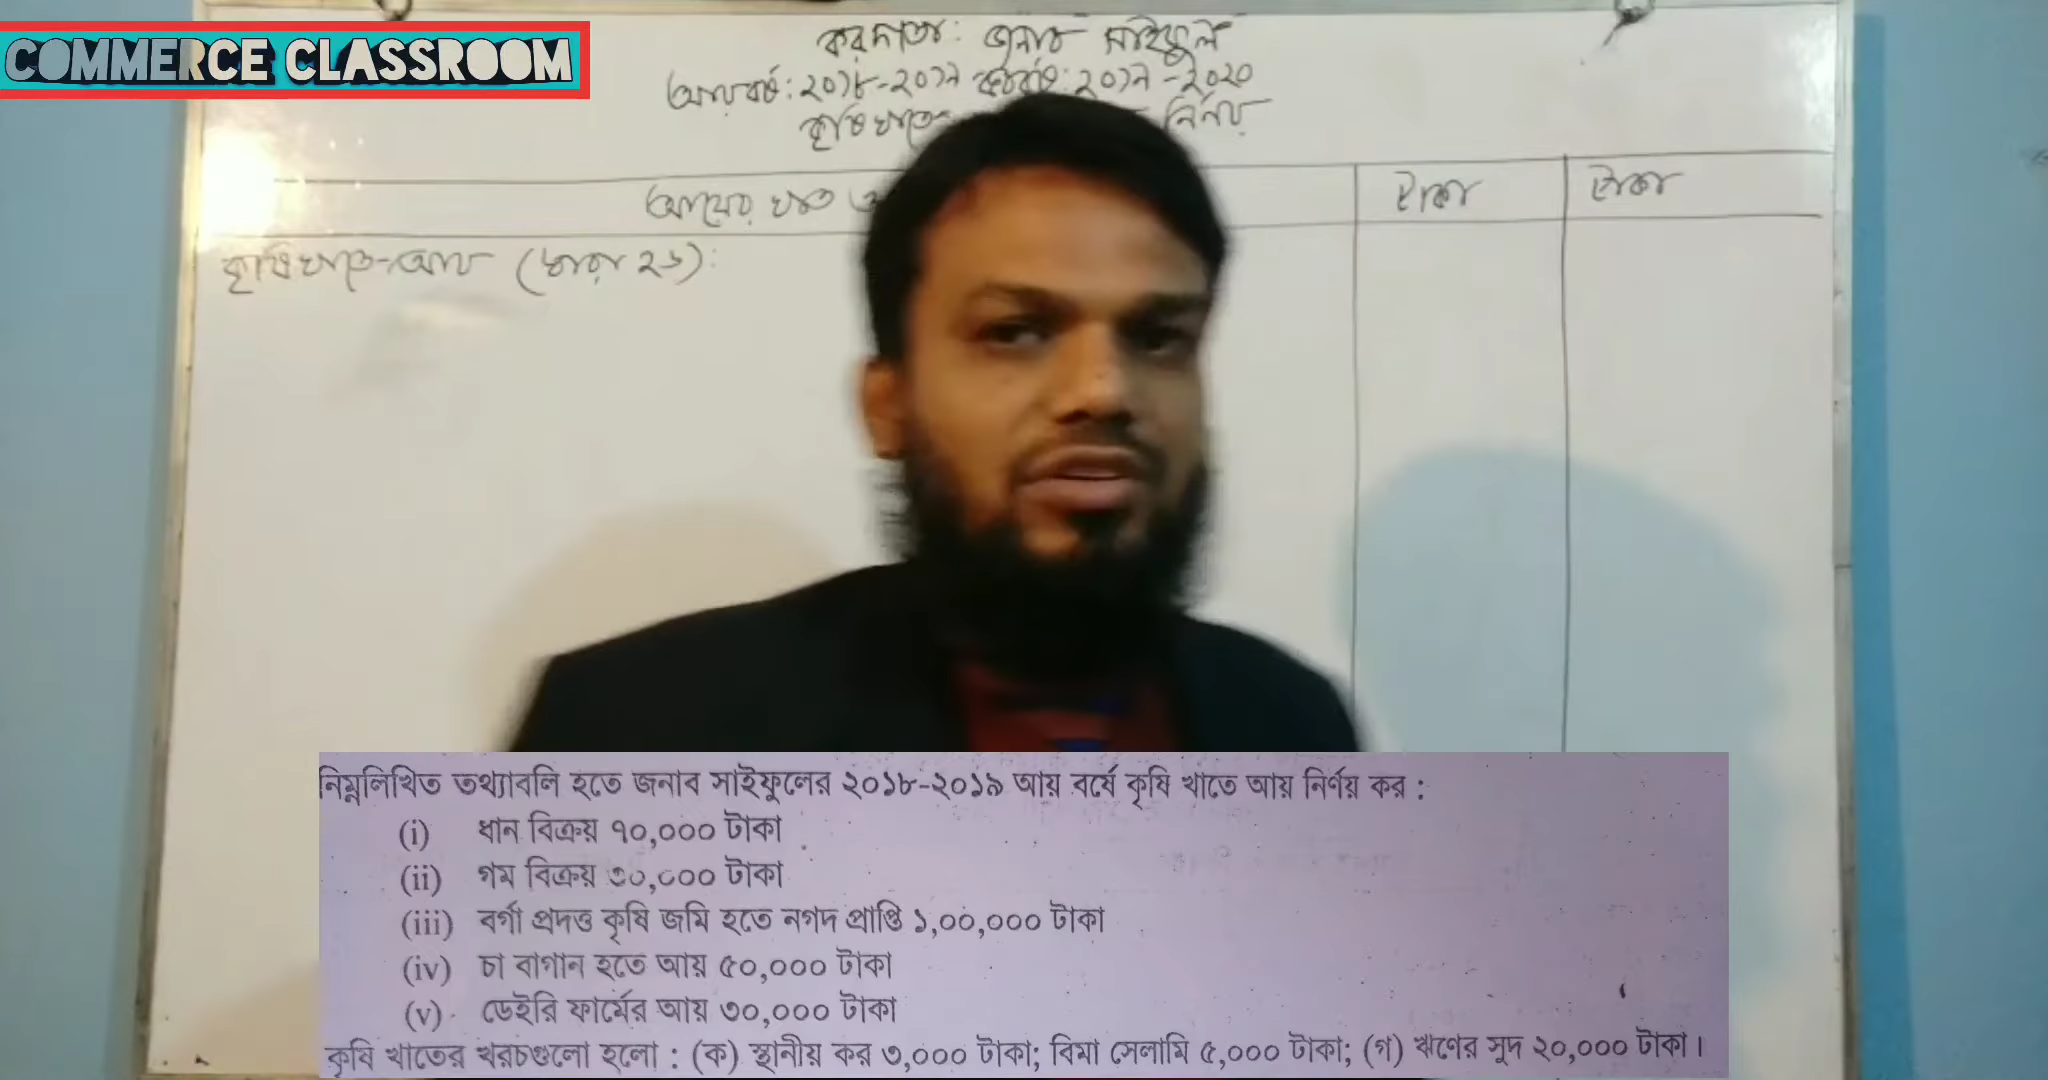 COMMERCE CLASSROOM
করদাতা: জনাব সাইফুল
আয়বর্ষ: ২০১৮-২০১৯ করবর্ষ: ২০১৯-২০২০
কৃষি খাতে নির্ণয়
আয়ের খাত টাকা টাকা
কৃষি খাতে আয় (ধারা ২৬):
নিম্নলিখিত তথ্যাবলি হতে জনাব সাইফুলের ২০১৮-২০১৯ আয় বর্ষে কৃষি খাতে আয় নির্ণয় কর :
(i) ধান বিক্রয় ৭০,০০০ টাকা
(ii) গম বিক্রয় ৩০,০০০ টাকা
(iii) বর্গা প্রদত্ত কৃষি জমি হতে নগদ প্রাপ্তি ১,০০,০০০ টাকা
(iv) চা বাগান হতে আয় ৫০,০০০ টাকা
(v) ডেইরি ফার্মের আয় ৩০,০০০ টাকা
কৃষি খাতের খরচগুলো হলো : (ক) স্থানীয় কর ৩,০০০ টাকা; বিমা সেলামি ৫,০০০ টাকা; (গ) ঋণের সুদ ২০,০০০ টাকা।